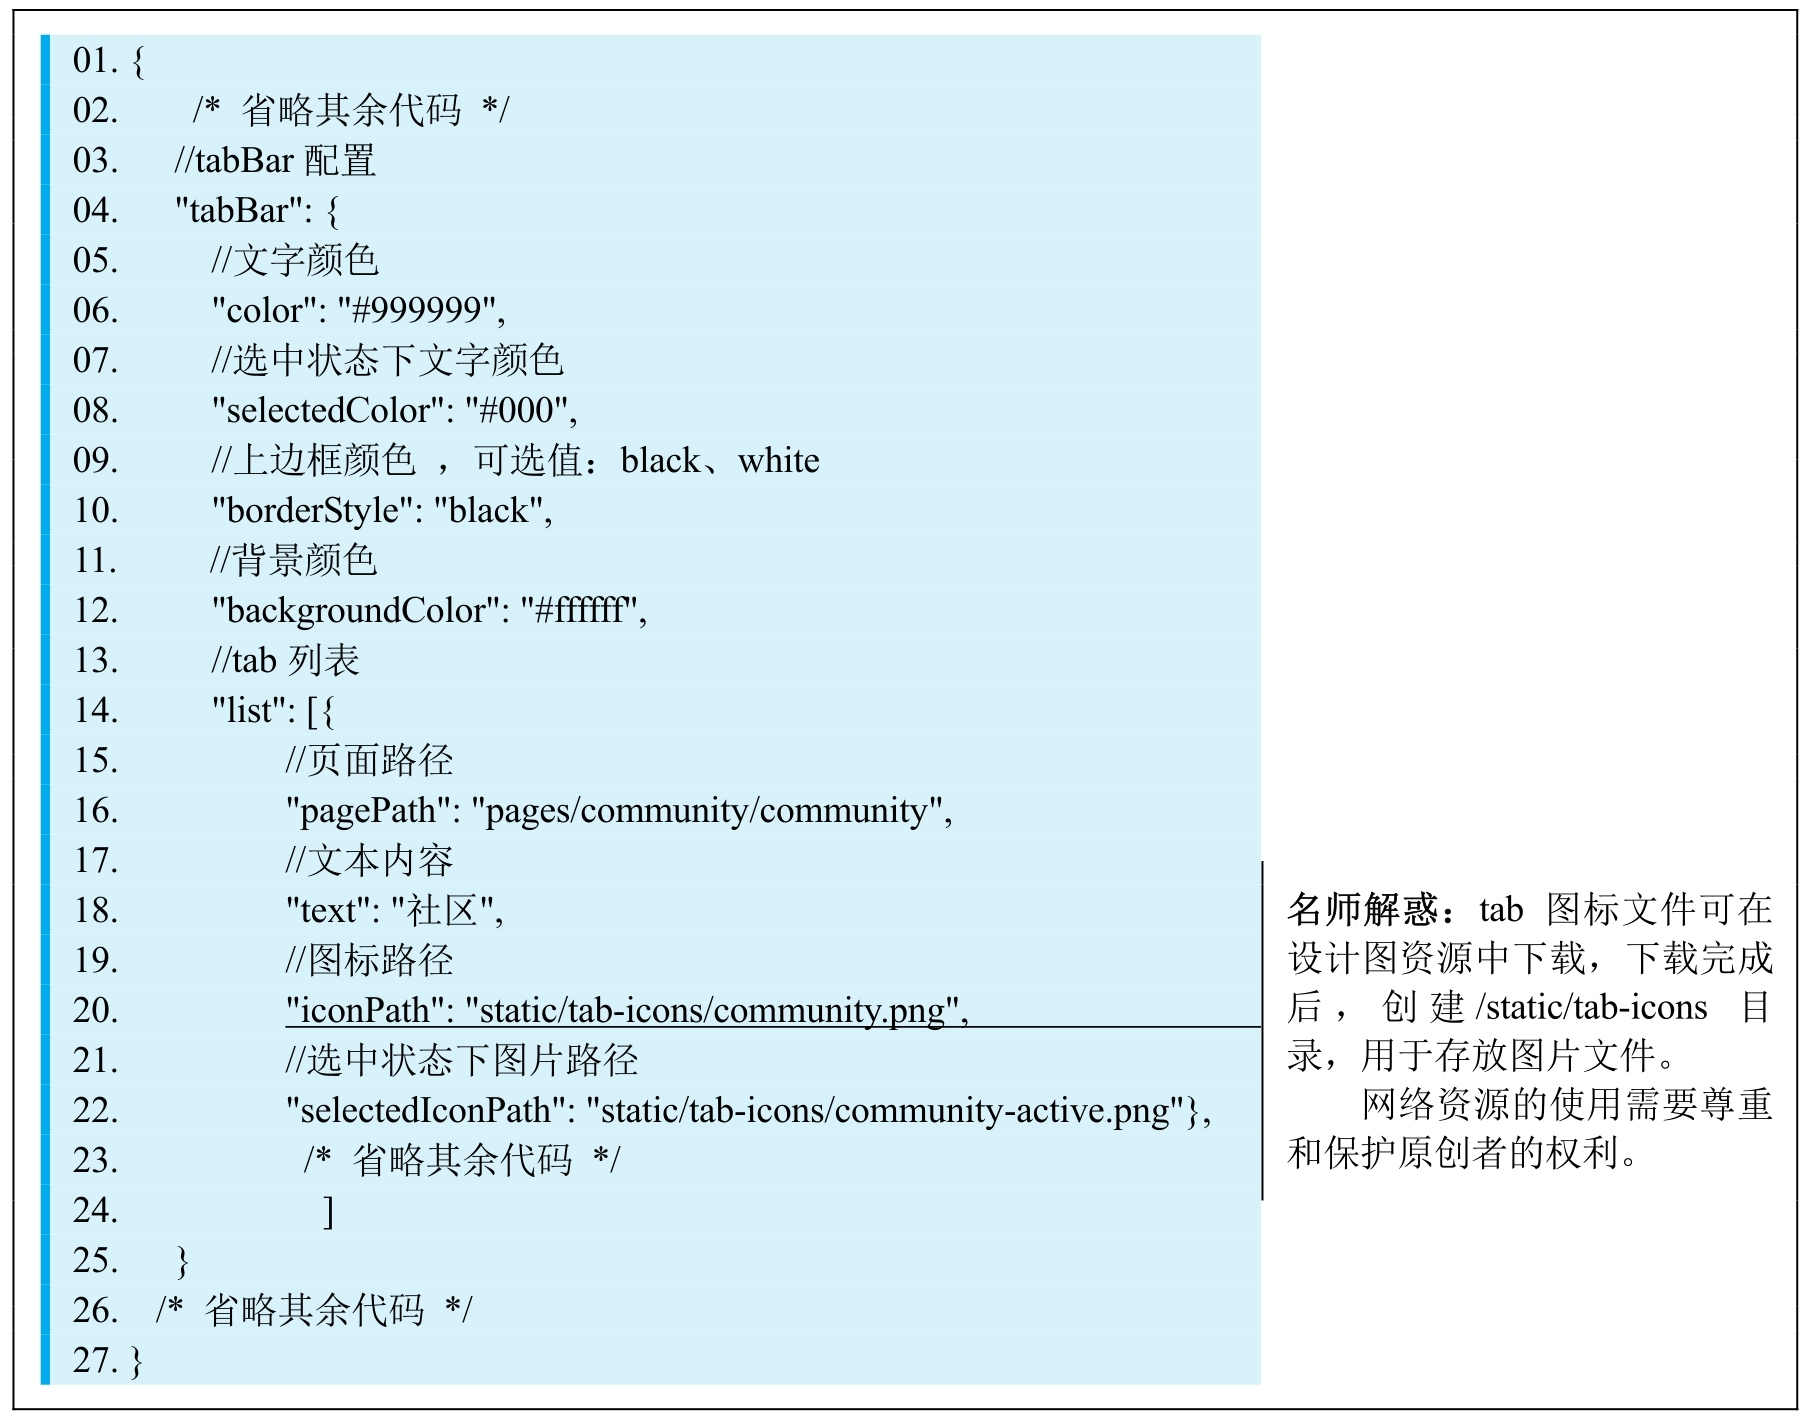 01. {
02. /* 省略其余代码 */
03. //tabBar 配置
04. "tabBar": {
05. //文字颜色
06. "color": "#999999",
07. //选中状态下文字颜色
08. "selectedColor": "#000",
09. //上边框颜色 ，可选值：black、white
10. "borderStyle": "black",
11. //背景颜色
12. "backgroundColor": "#ffffff",
13. //tab 列表
14. "list": [{
15. //页面路径
16. "pagePath": "pages/community/community",
17. //文本内容
18. "text": "社区",
19. //图标路径
20. "iconPath": "static/tab-icons/community.png",
21. //选中状态下图片路径
22. "selectedIconPath": "static/tab-icons/community-active.png"},
23. /* 省略其余代码 */
24. ]
25. }
26. /* 省略其余代码 */
27. }
名师解惑：tab 图标文件可在
设计图资源中下载，下载完成
后，创建/static/tab-icons 目
录，用于存放图片文件。
网络资源的使用需要尊重
和保护原创者的权利。